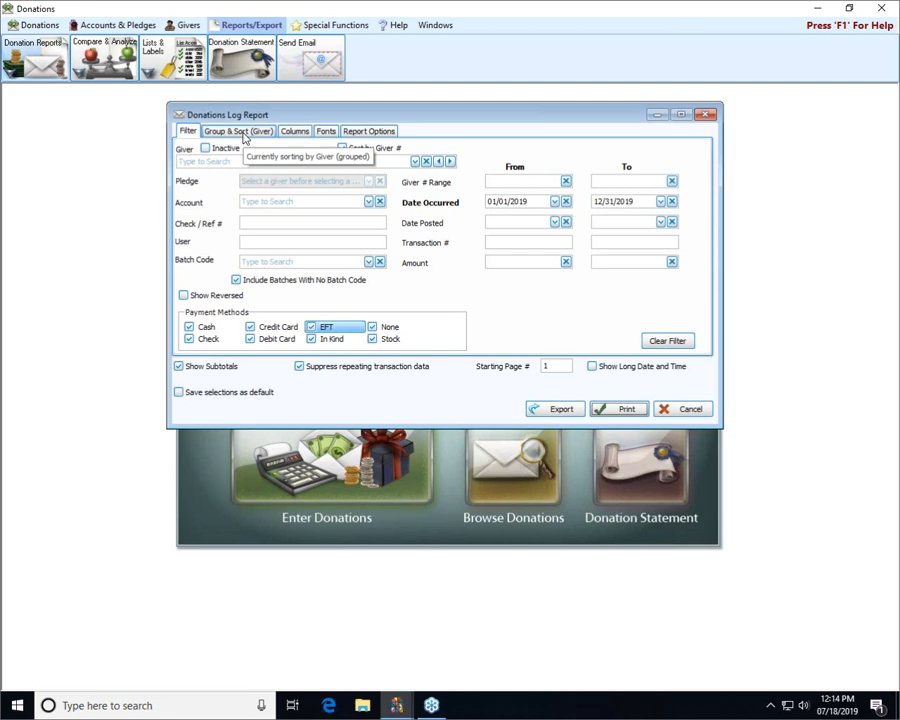 Donations
Donations Accounts & Pledges Givers Reports/Export Special Functions Help Windows Press 'F1' For Help
Donation Reports Compare & Analyze Lists & Labels Donation Statement Send Email
Donations Log Report
Filter Group & Sort (Giver) Columns Fonts Report Options
Giver Inactive Giver #
Currently sorting by Giver (grouped)
Type to Search
From To
Pledge Select a giver before selecting a ... Giver # Range
Account Type to Search Date Occurred 01/01/2019 12/31/2019
Check / Ref # Date Posted
User Transaction #
Batch Code Type to Search Amount
Include Batches With No Batch Code
Show Reversed
Payment Methods
Cash Credit Card EFT None
Check Debit Card In Kind Stock
Clear Filter
Show Subtotals Suppress repeating transaction data Starting Page # 1 Show Long Date and Time
Save selections as default
Export Print Cancel
Enter Donations Browse Donations Donation Statement
Type here to search
12:14 PM
07/18/2019